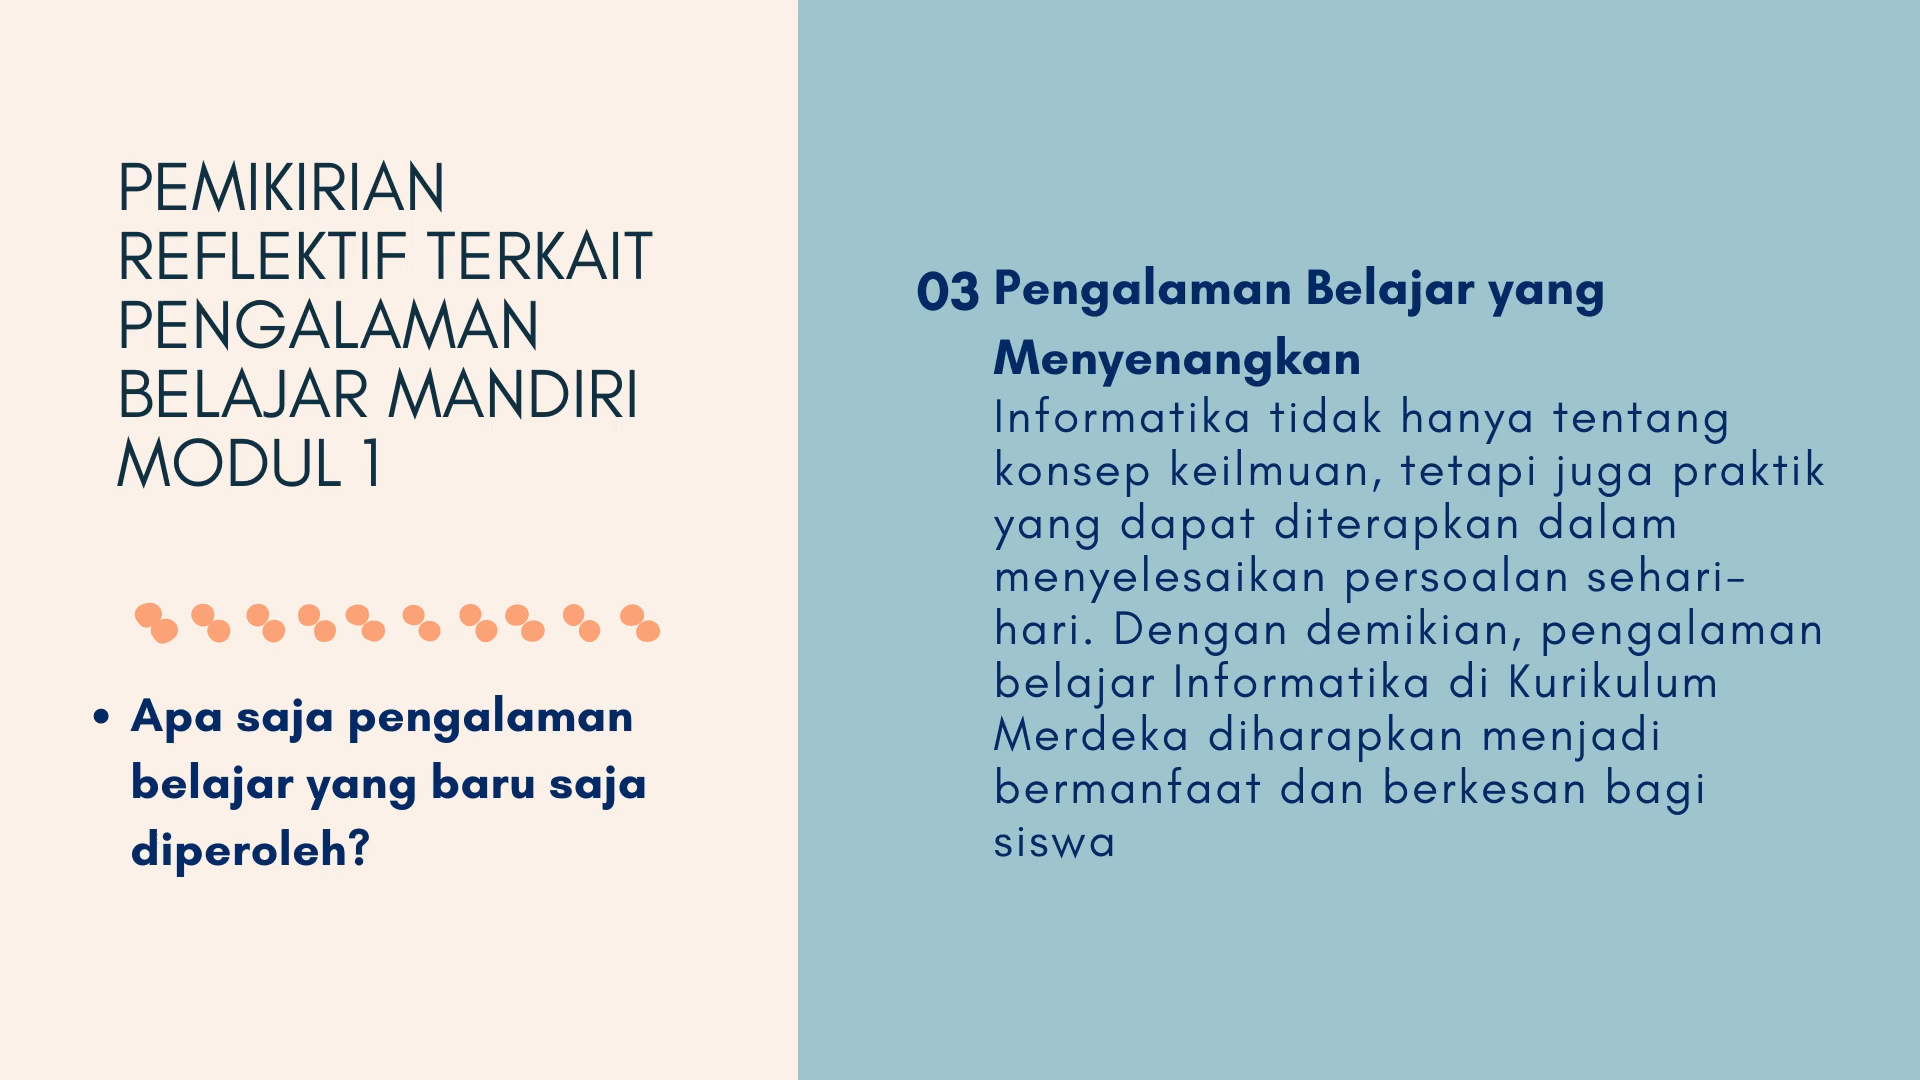 PEMIKIRIAN
REFLEKTIF TERKAIT
PENGALAMAN
BELAJAR MANDIRI
MODUL 1
• Apa saja pengalaman
belajar yang baru saja
diperoleh?
03 Pengalaman Belajar yang
Menyenangkan
Informatika tidak hanya tentang
konsep keilmuan, tetapi juga praktik
yang dapat diterapkan dalam
menyelesaikan persoalan sehari-
hari. Dengan demikian, pengalaman
belajar Informatika di Kurikulum
Merdeka diharapkan menjadi
bermanfaat dan berkesan bagi
siswa